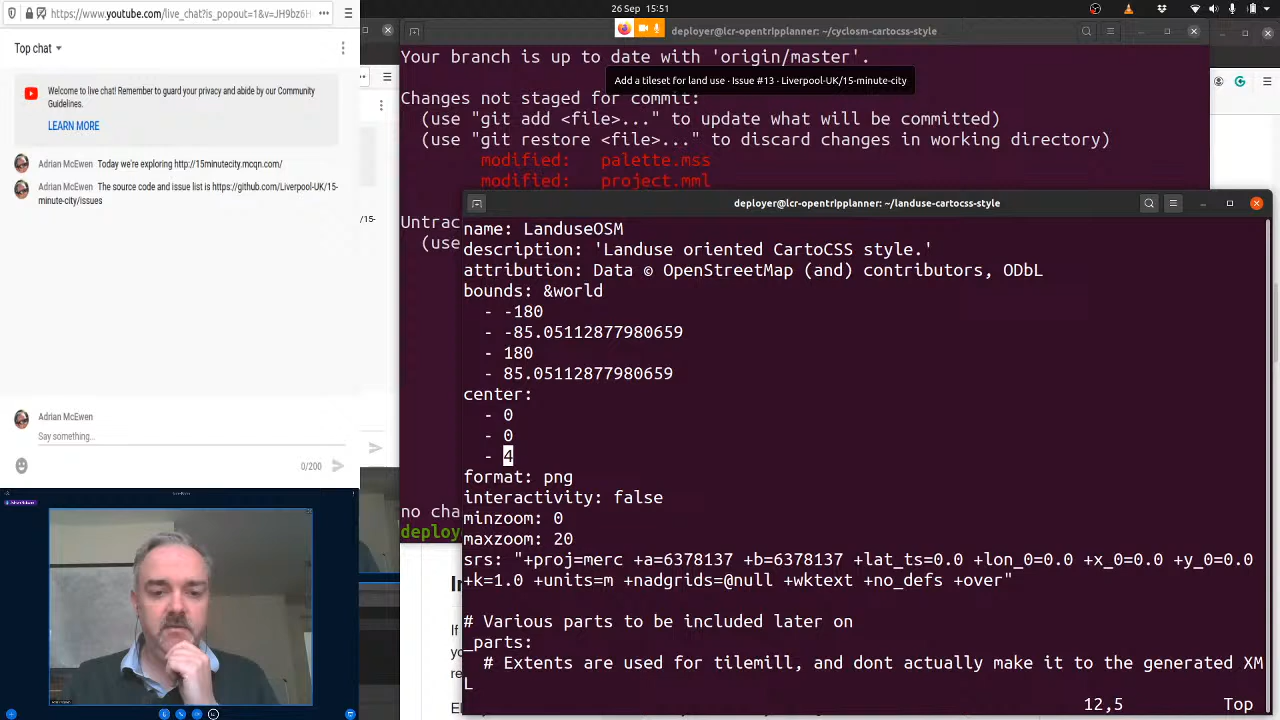 https://www.youtube.com/live_chat?is_popout=1&v=JH9bz6H
Top chat
Welcome to live chat! Remember to guard your privacy and abide by our Community
Guidelines.
LEARN MORE
Adrian McEwen Today we're exploring http://15minutecity.mcqn.com/
Adrian McEwen The source code and issue list is https://github.com/Liverpool-UK/15-
minute-city/issues
Adrian McEwen
Say something...
0/200
26 Sep 15:51
deployer@lcr-opentripplanner: ~/cyclosm-cartocss-style
Your branch is up to date with 'origin/master'.
Add a tileset for land use · Issue #13 · Liverpool-UK/15-minute-city
Changes not staged for commit:
(use "git add <file>..." to update what will be committed)
(use "git restore <file>..." to discard changes in working directory)
modified: palette.mss
modified: project.mml
Untrac
(use
no cha
deploy
/15-
deployer@lcr-opentripplanner: ~/landuse-cartocss-style
name: LanduseOSM
description: 'Landuse oriented CartoCSS style.'
attribution: Data © OpenStreetMap (and) contributors, ODbL
bounds: &world
- -180
- -85.05112877980659
- 180
- 85.05112877980659
center:
- 0
- 0
- 4
format: png
interactivity: false
minzoom: 0
maxzoom: 20
srs: "+proj=merc +a=6378137 +b=6378137 +lat_ts=0.0 +lon_0=0.0 +x_0=0.0 +y_0=0.0
+k=1.0 +units=m +nadgrids=@null +wktext +no_defs +over"
# Various parts to be included later on
_parts:
# Extents are used for tilemill, and dont actually make it to the generated XM
L
12,5 Top
If
yo
re